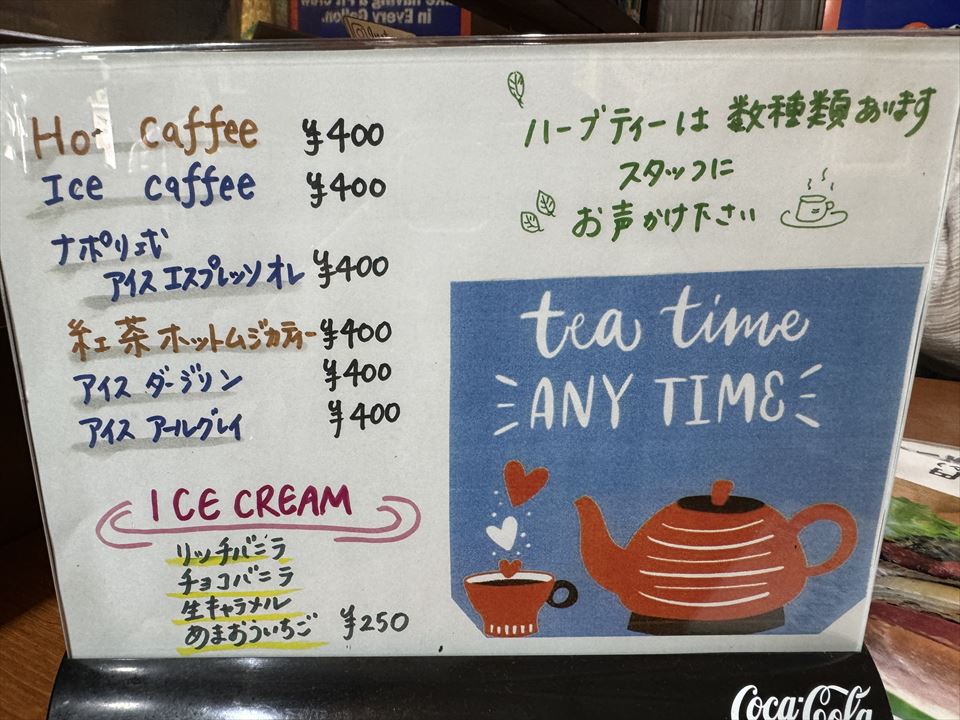 Hot caffee ¥400
Ice caffee ¥400
ナポリ式
アイスエスプレッソオレ ¥400
紅茶 ホットムジカティー ¥400
アイス ダージリン ¥400
アイス アールグレイ ¥400
ICE CREAM
リッチバニラ
チョコバニラ
生キャラメル
あまおういちご ¥250
ハーブティーは 数種類あります
スタッフに
お声かけ下さい
tea time
ANY TIME
Coca-Cola
in Every Gallon.